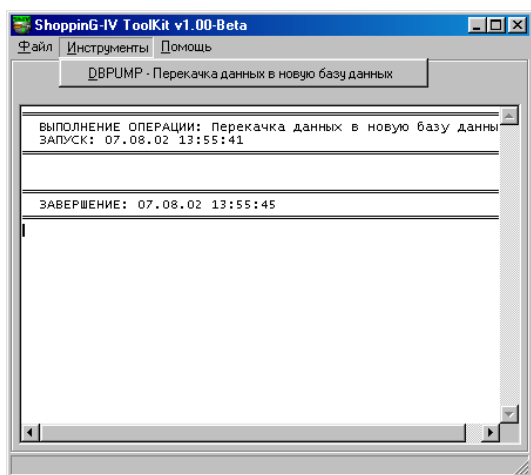 ShoppinG-IV ToolKit v1.00-Beta
Файл Инструменты Помощь
DBPUMP - Перекачка данных в новую базу данных
ВЫПОЛНЕНИЕ ОПЕРАЦИИ: Перекачка данных в новую базу данны
ЗАПУСК: 07.08.02 13:55:41
ЗАВЕРШЕНИЕ: 07.08.02 13:55:45